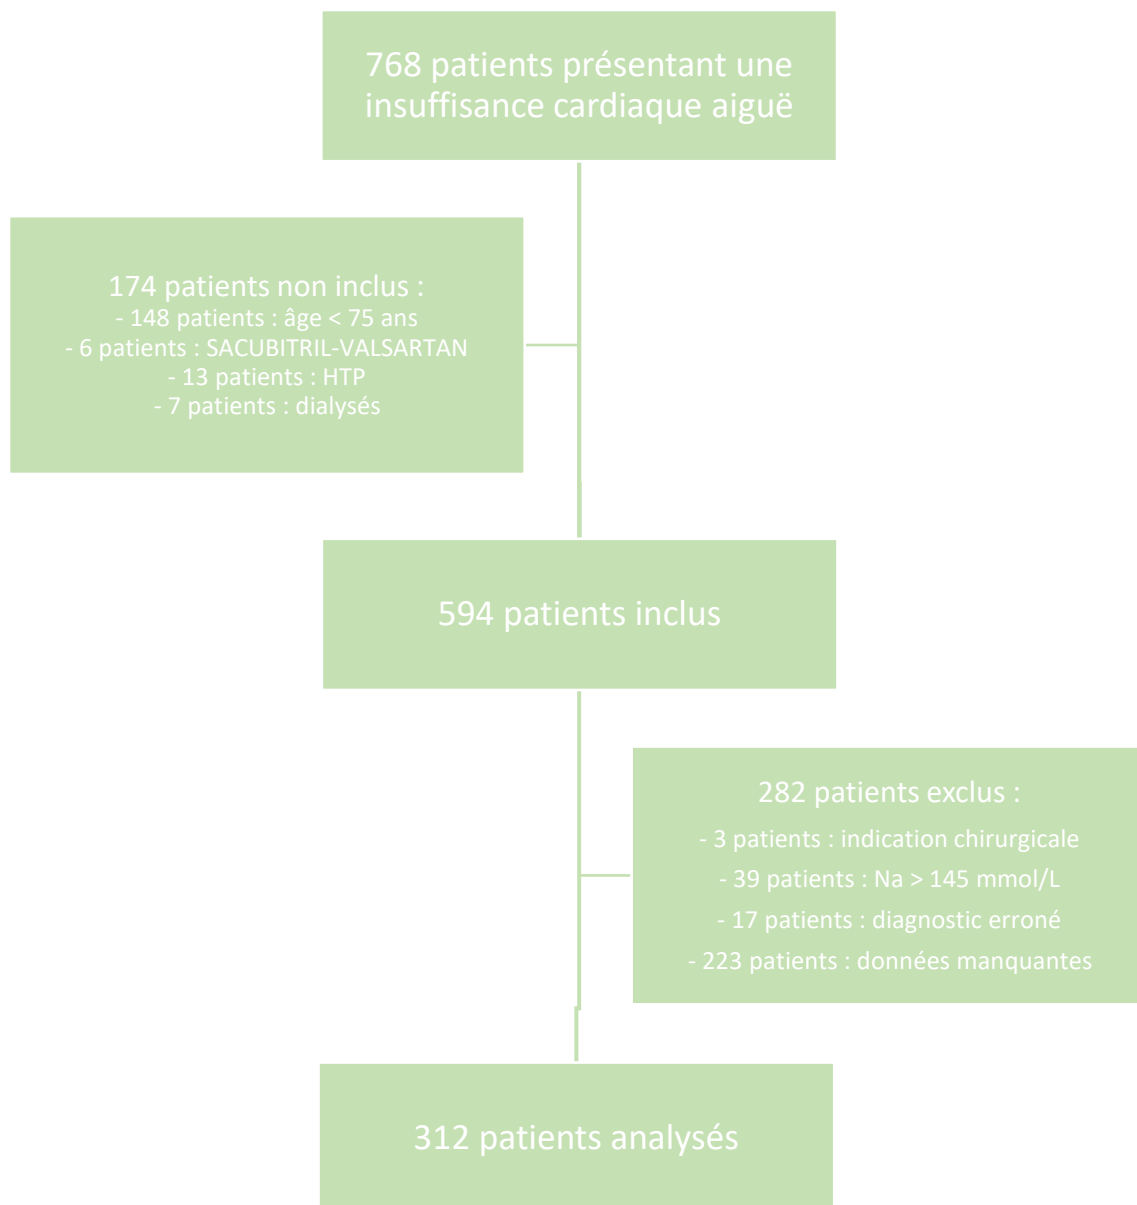 768 patients présentant une
insuffisance cardiaque aiguë
174 patients non inclus :
- 148 patients : âge < 75 ans
- 6 patients : SACUBITRIL-VALSARTAN
- 13 patients : HTP
- 7 patients : dialysés
594 patients inclus
282 patients exclus :
- 3 patients : indication chirurgicale
- 39 patients : Na > 145 mmol/L
- 17 patients : diagnostic erroné
- 223 patients : données manquantes
312 patients analysés